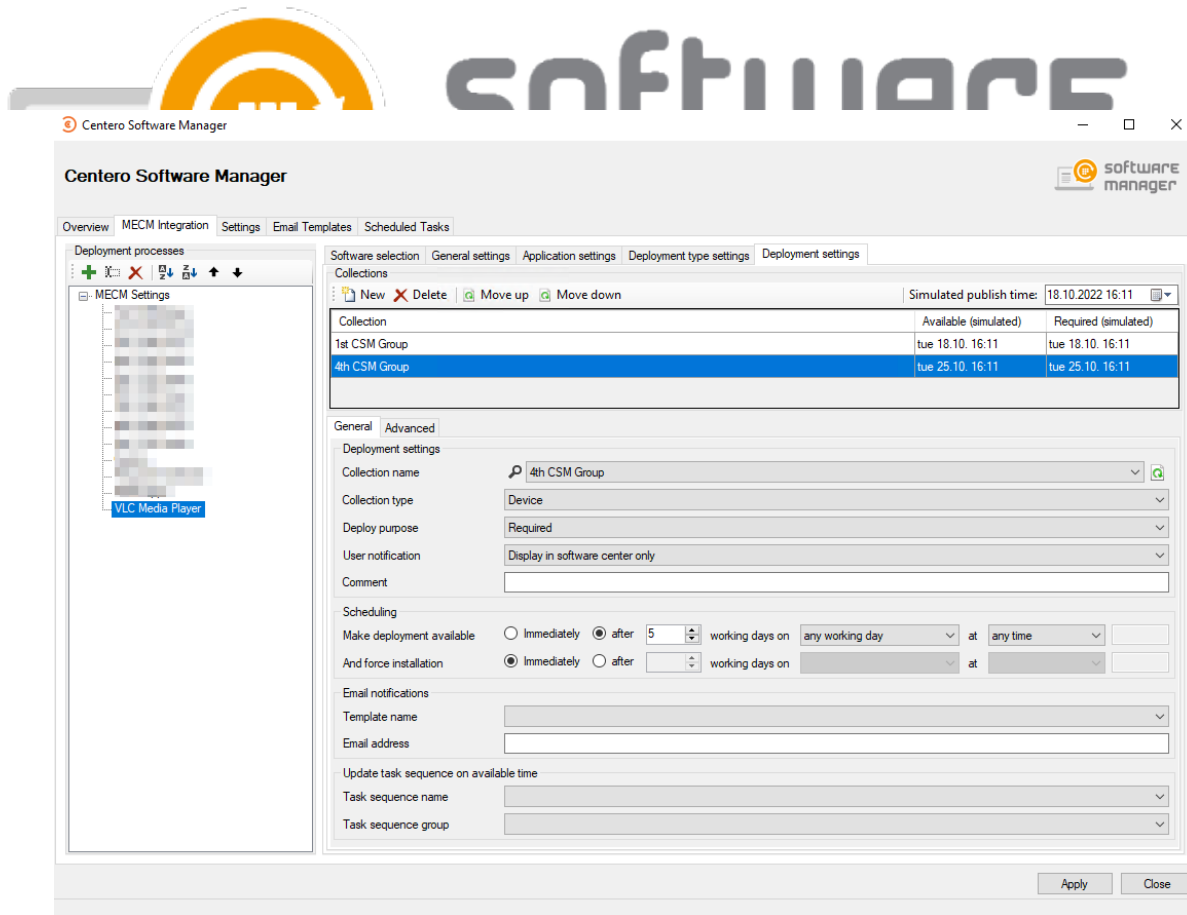 software
Centero Software Manager
Centero Software Manager
software
manager
Overview MECM Integration Settings Email Templates Scheduled Tasks
Deployment processes
MECM Settings
VLC Media Player
Software selection General settings Application settings Deployment type settings Deployment settings
Collections
New Delete Move up Move down Simulated publish time: 18.10.2022 16:11
Collection Available (simulated) Required (simulated)
1st CSM Group tue 18.10. 16:11 tue 18.10. 16:11
4th CSM Group tue 25.10. 16:11 tue 25.10. 16:11
General Advanced
Deployment settings
Collection name 4th CSM Group
Collection type Device
Deploy purpose Required
User notification Display in software center only
Comment
Scheduling
Make deployment available Immediately after 5 working days on any working day at any time
And force installation Immediately after working days on at
Email notifications
Template name
Email address
Update task sequence on available time
Task sequence name
Task sequence group
Apply Close